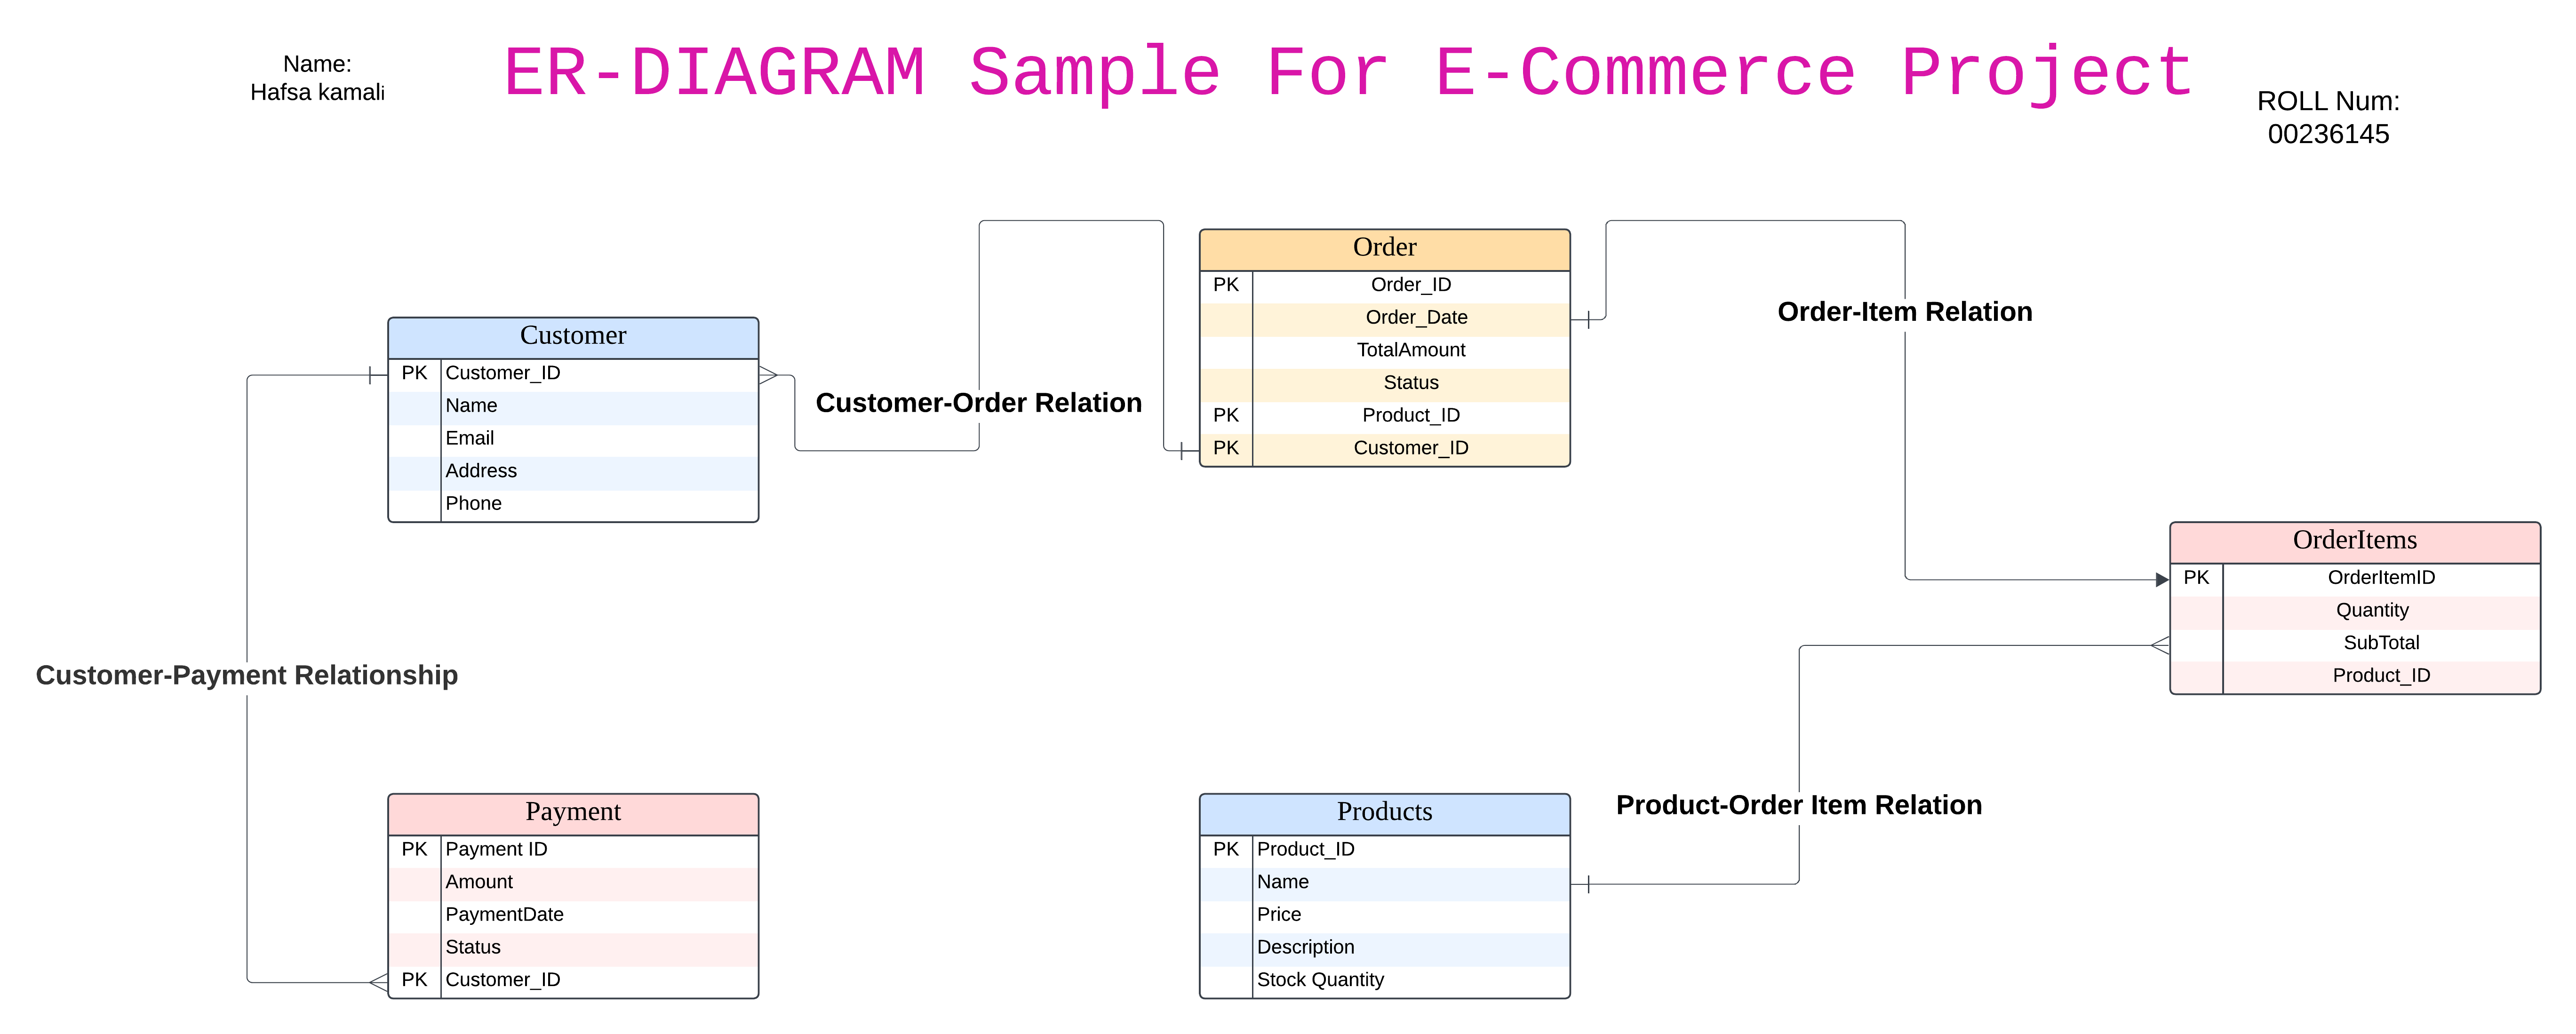 Name:
Hafsa kamali
ER-DIAGRAM Sample For E-Commerce Project
ROLL Num:
00236145
Customer
PK Customer_ID
Name
Email
Address
Phone
Customer-Order Relation
Order
PK Order_ID
Order_Date
TotalAmount
Status
PK Product_ID
PK Customer_ID
Order-Item Relation
OrderItems
PK OrderItemID
Quantity
SubTotal
Product_ID
Customer-Payment Relationship
Payment
PK Payment ID
Amount
PaymentDate
Status
PK Customer_ID
Products
PK Product_ID
Name
Price
Description
Stock Quantity
Product-Order Item Relation